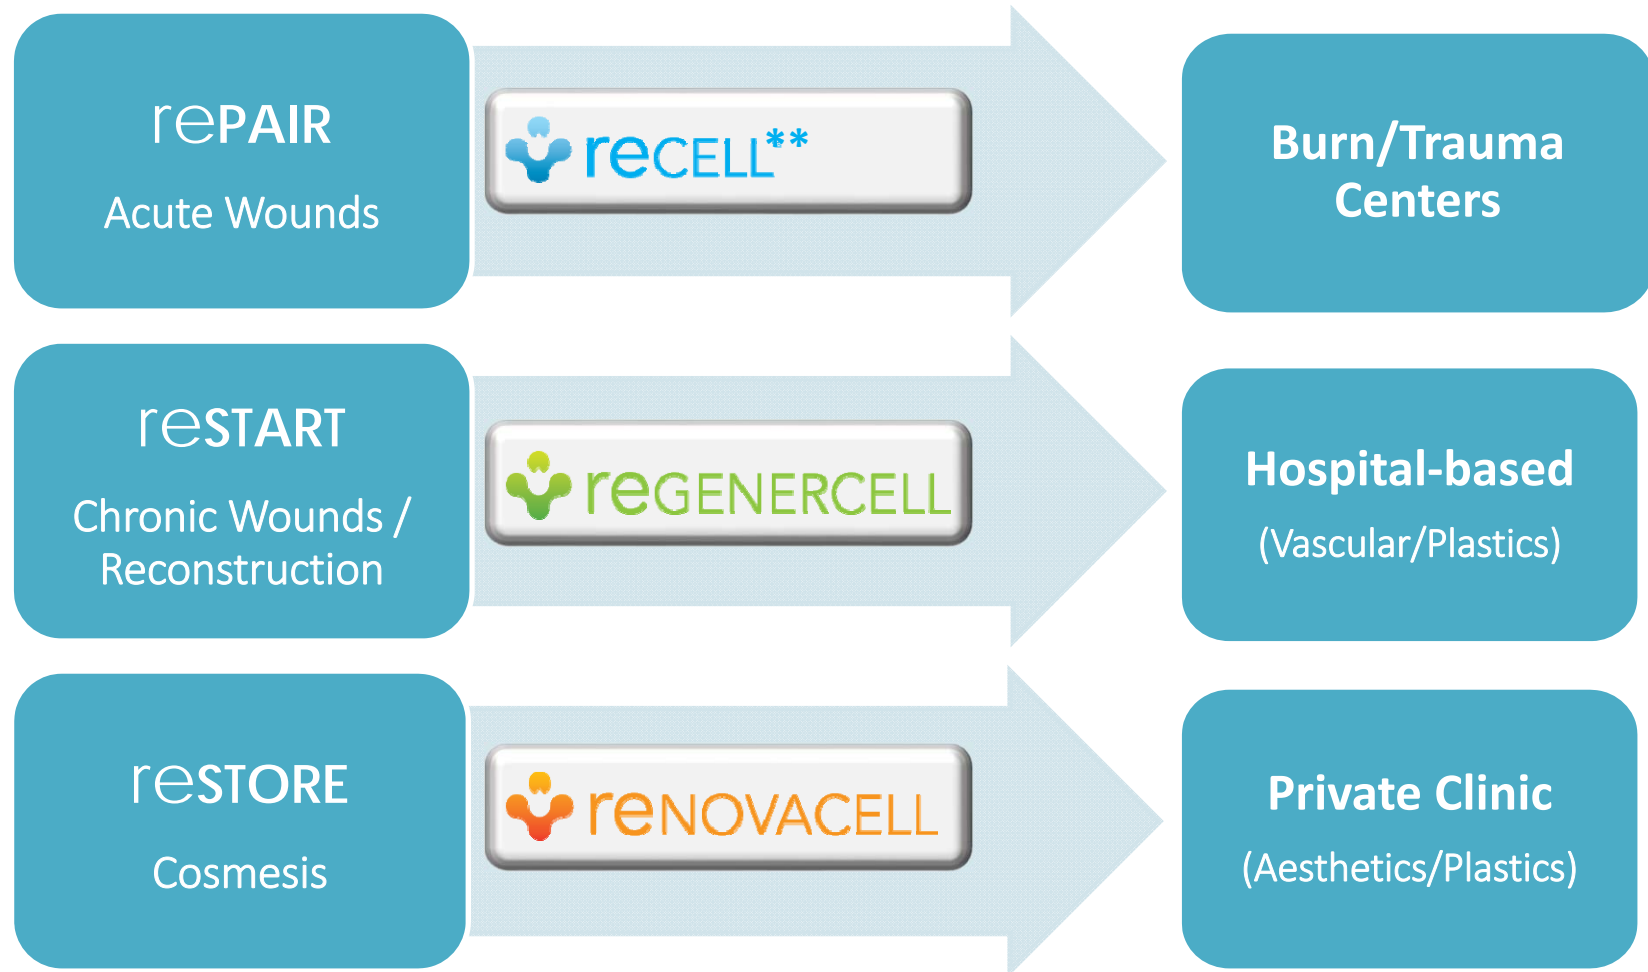 rePAIR
Acute Wounds
reCELL**
Burn/Trauma
Centers
reSTART
Chronic Wounds /
Reconstruction
reGENERCELL
Hospital-based
(Vascular/Plastics)
reSTORE
Cosmesis
reNOVACELL
Private Clinic
(Aesthetics/Plastics)